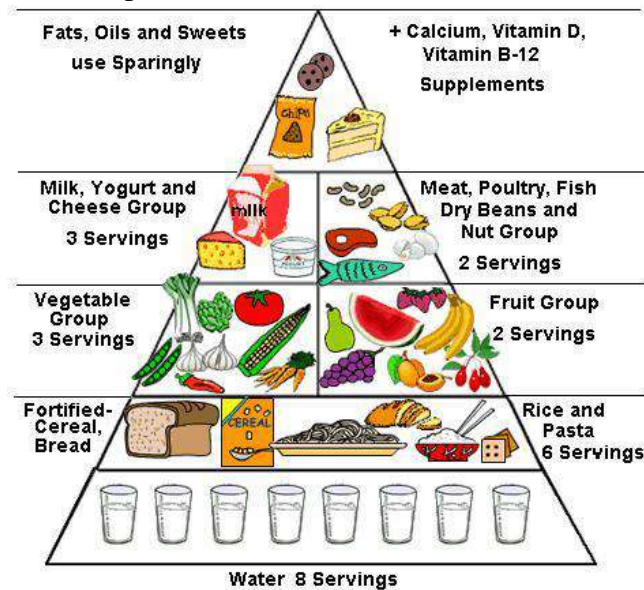 Fats, Oils and Sweets
use Sparingly
+ Calcium, Vitamin D,
Vitamin B-12
Supplements
Chips
Milk, Yogurt and
Cheese Group
3 Servings
milk
Meat, Poultry, Fish
Dry Beans and
Nut Group
2 Servings
Vegetable
Group
3 Servings
Fruit Group
2 Servings
Fortified-
Cereal,
Bread
CEREAL
Rice and
Pasta
6 Servings
Water 8 Servings